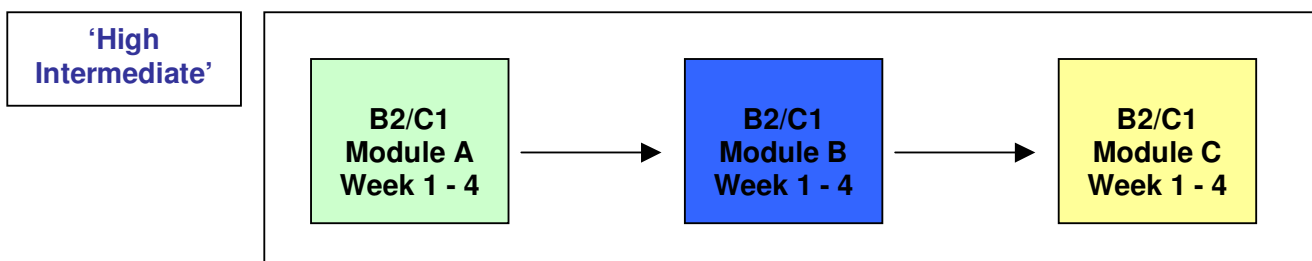 ‘High
Intermediate’
B2/C1
Module A
Week 1 - 4
B2/C1
Module B
Week 1 - 4
B2/C1
Module C
Week 1 - 4